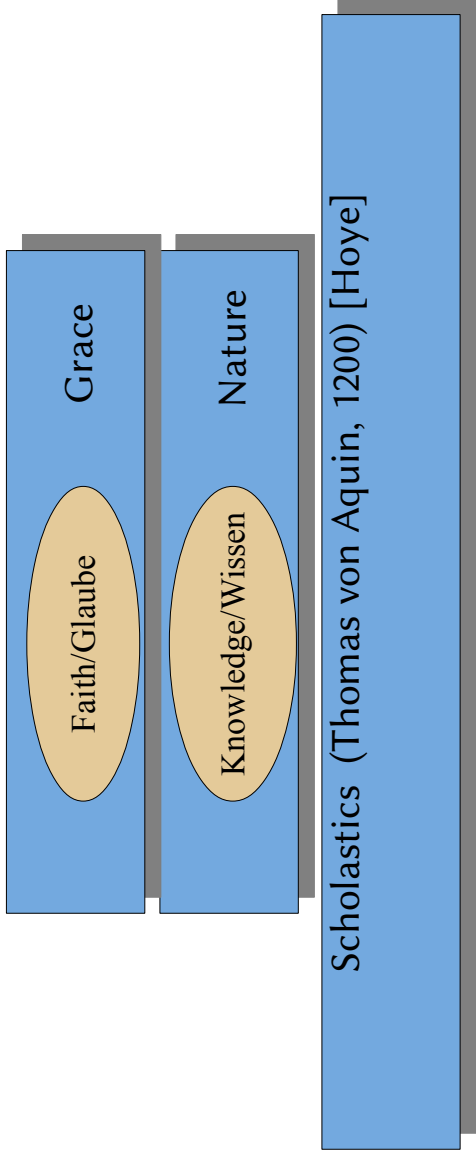 Faith/Glaube Grace
Knowledge/Wissen Nature
Scholastics (Thomas von Aquin, 1200) [Hoye]